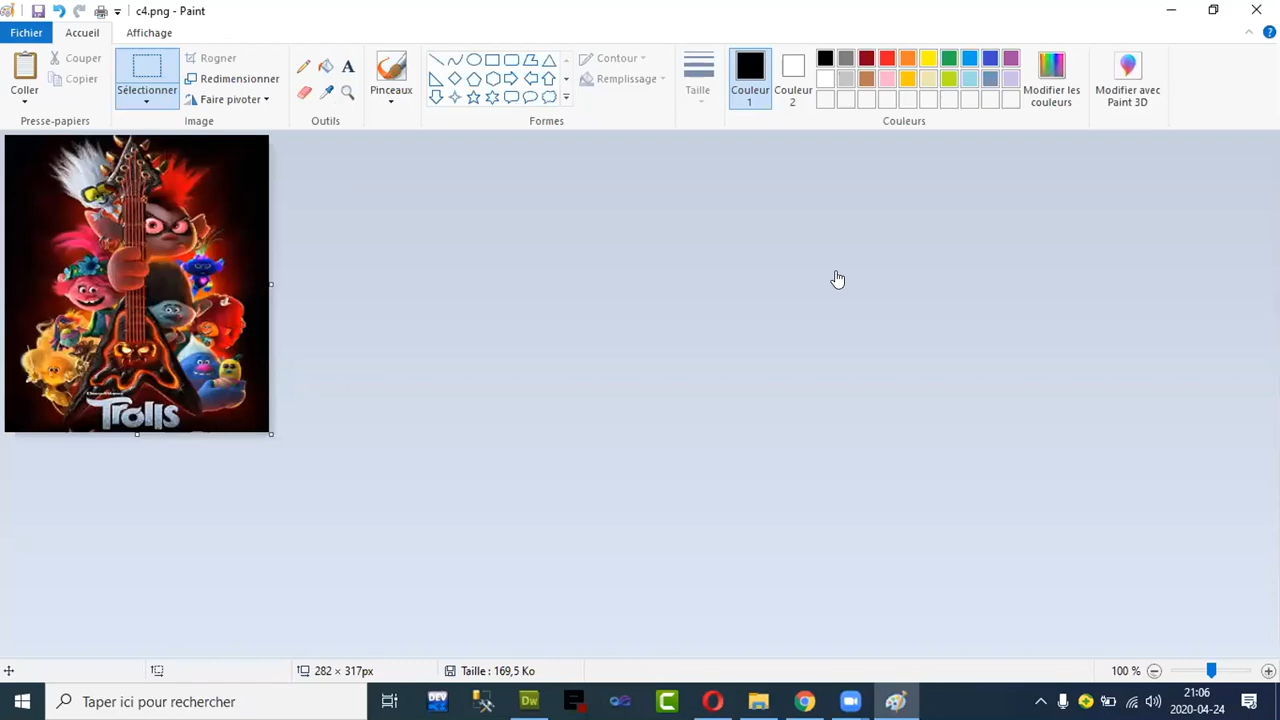 c4.png - Paint
Fichier Accueil Affichage
Coller
Couper
Copier
Presse-papiers
Sélectionner
Rogner
Redimensionner
Faire pivoter
Image
Outils
Pinceaux
Contour
Remplissage
Formes
Taille
Couleur 1
Couleur 2
Modifier les couleurs
Couleurs
Modifier avec Paint 3D
Trolls
282 × 317px
Taille : 169,5 Ko
100 %
Taper ici pour rechercher
DEV
Dw
21:06
2020-04-24